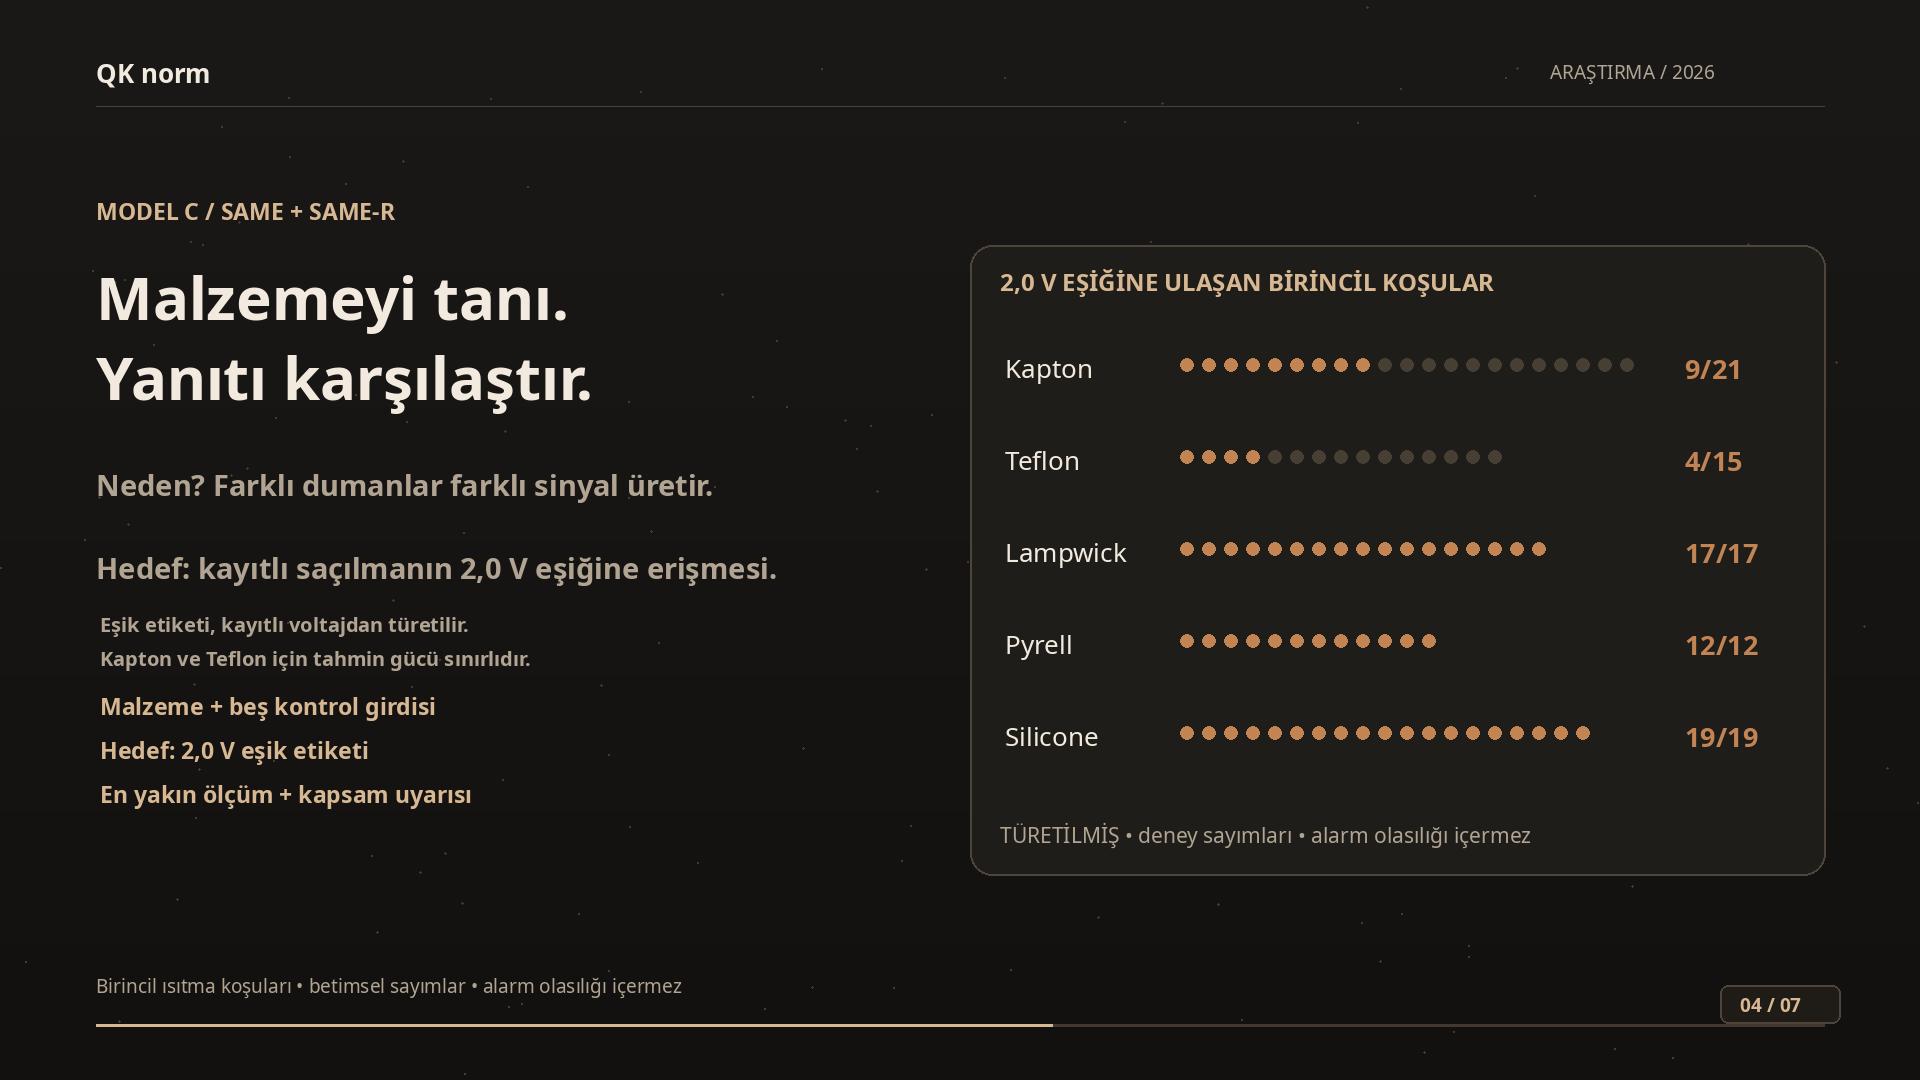 QK norm
ARAŞTIRMA / 2026
MODEL C / SAME + SAME-R
Malzemeyi tanı.
Yanıtı karşılaştır.
Neden? Farklı dumanlar farklı sinyal üretir.
Hedef: kayıtlı saçılmanın 2,0 V eşiğine erişmesi.
Eşik etiketi, kayıtlı voltajdan türetilir.
Kapton ve Teflon için tahmin gücü sınırlıdır.
Malzeme + beş kontrol girdisi
Hedef: 2,0 V eşik etiketi
En yakın ölçüm + kapsam uyarısı
2,0 V EŞİĞİNE ULAŞAN BİRİNCİL KOŞULAR
Kapton 9/21
Teflon 4/15
Lampwick 17/17
Pyrell 12/12
Silicone 19/19
TÜRETİLMİŞ • deney sayımları • alarm olasılığı içermez
Birincil ısıtma koşuları • betimsel sayımlar • alarm olasılığı içermez
04 / 07